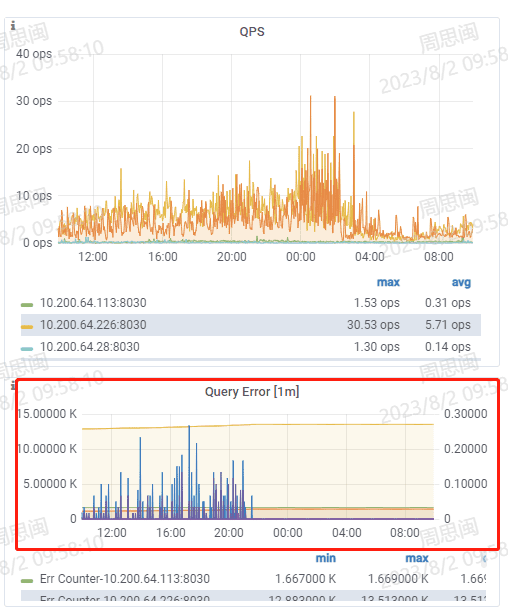 QPS
40 ops
30 ops
20 ops
10 ops
0 ops
12:00 16:00 20:00 00:00 04:00 08:00
max avg
10.200.64.113:8030 1.53 ops 0.31 ops
10.200.64.226:8030 30.53 ops 5.71 ops
10.200.64.28:8030 1.30 ops 0.14 ops
Query Error [1m]
15.00000 K 0.30000
10.00000 K 0.20000
5.00000 K 0.10000
0 0
12:00 16:00 20:00 00:00 04:00 08:00
min max
Err Counter-10.200.64.113:8030 1.667000 K 1.669000 K 1.669
Err Counter-10.200.64.226:8030 12.883000 K 13.513000 K
周思闽
2023/8/2 09:58:10